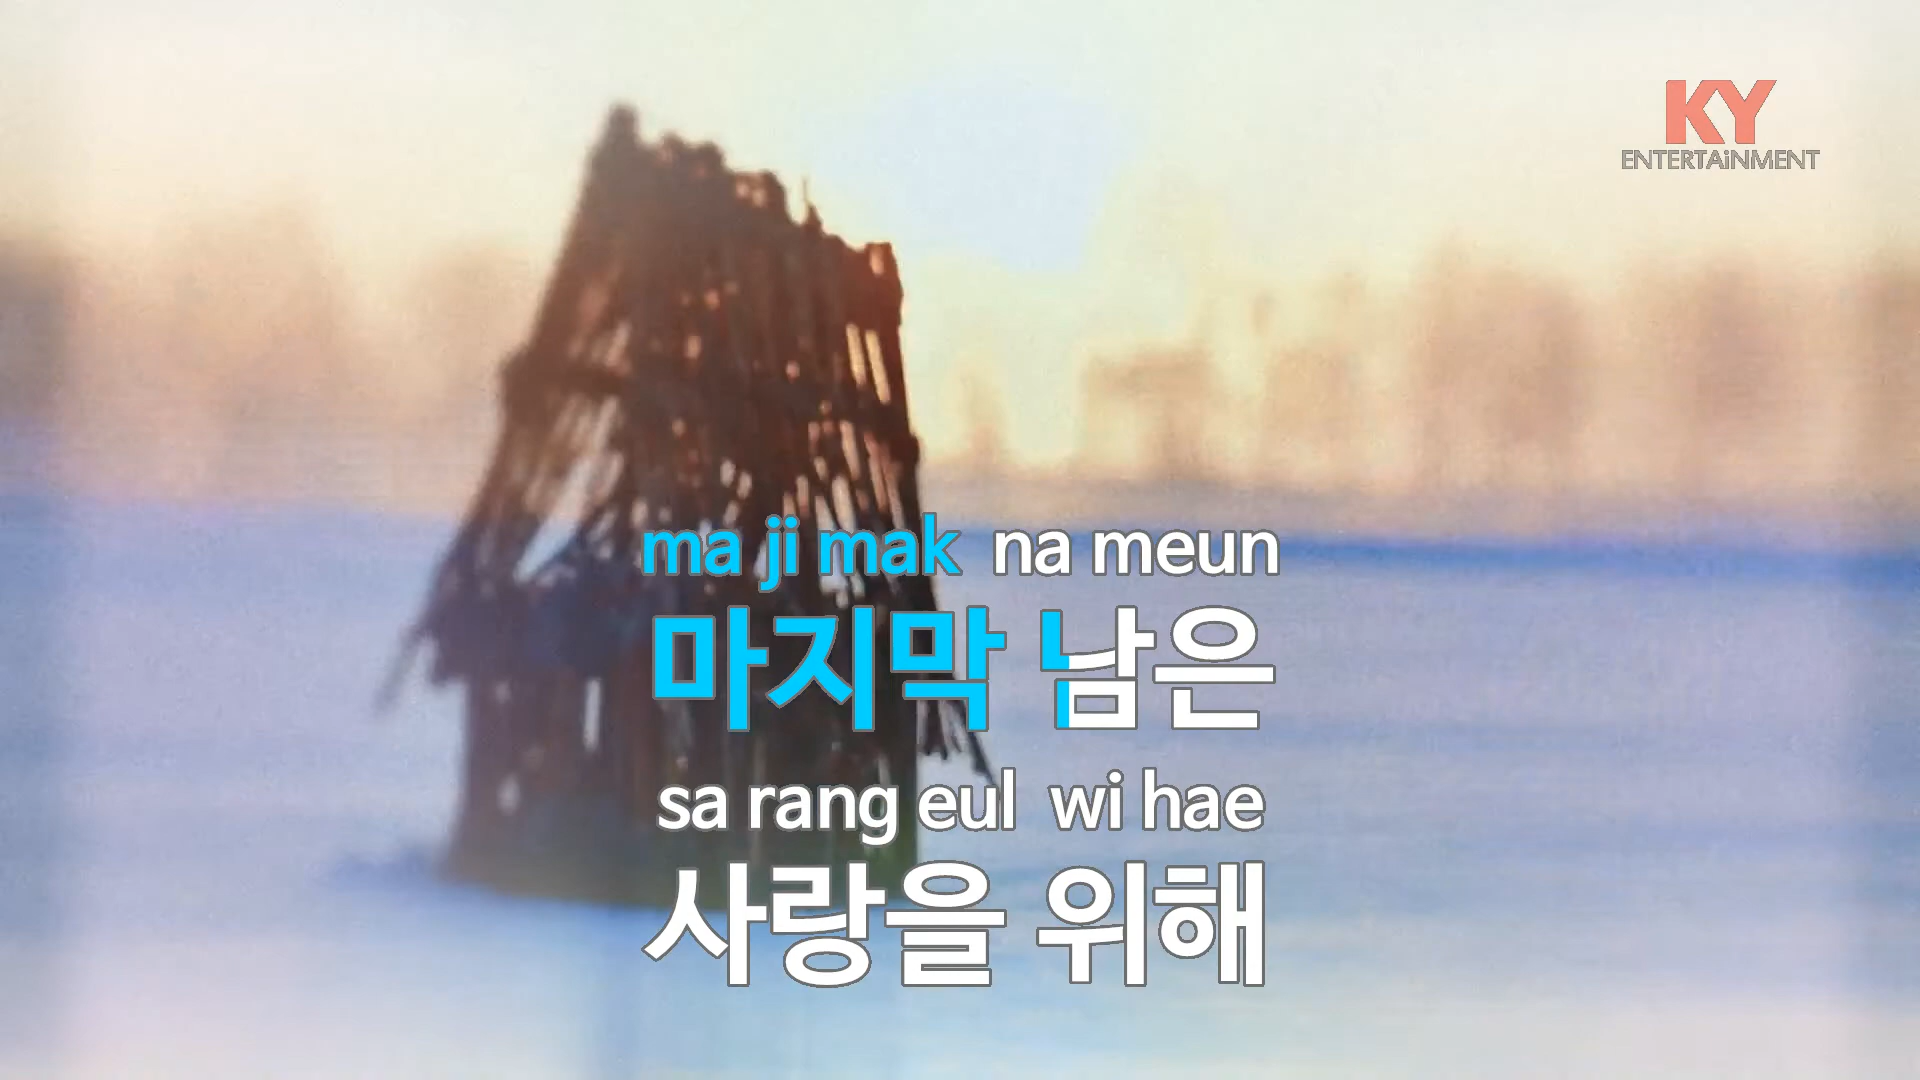 KY
ENTERTAiNMENT
ma ji mak na meun
마지막 남은
sa rang eul wi hae
사랑을 위해